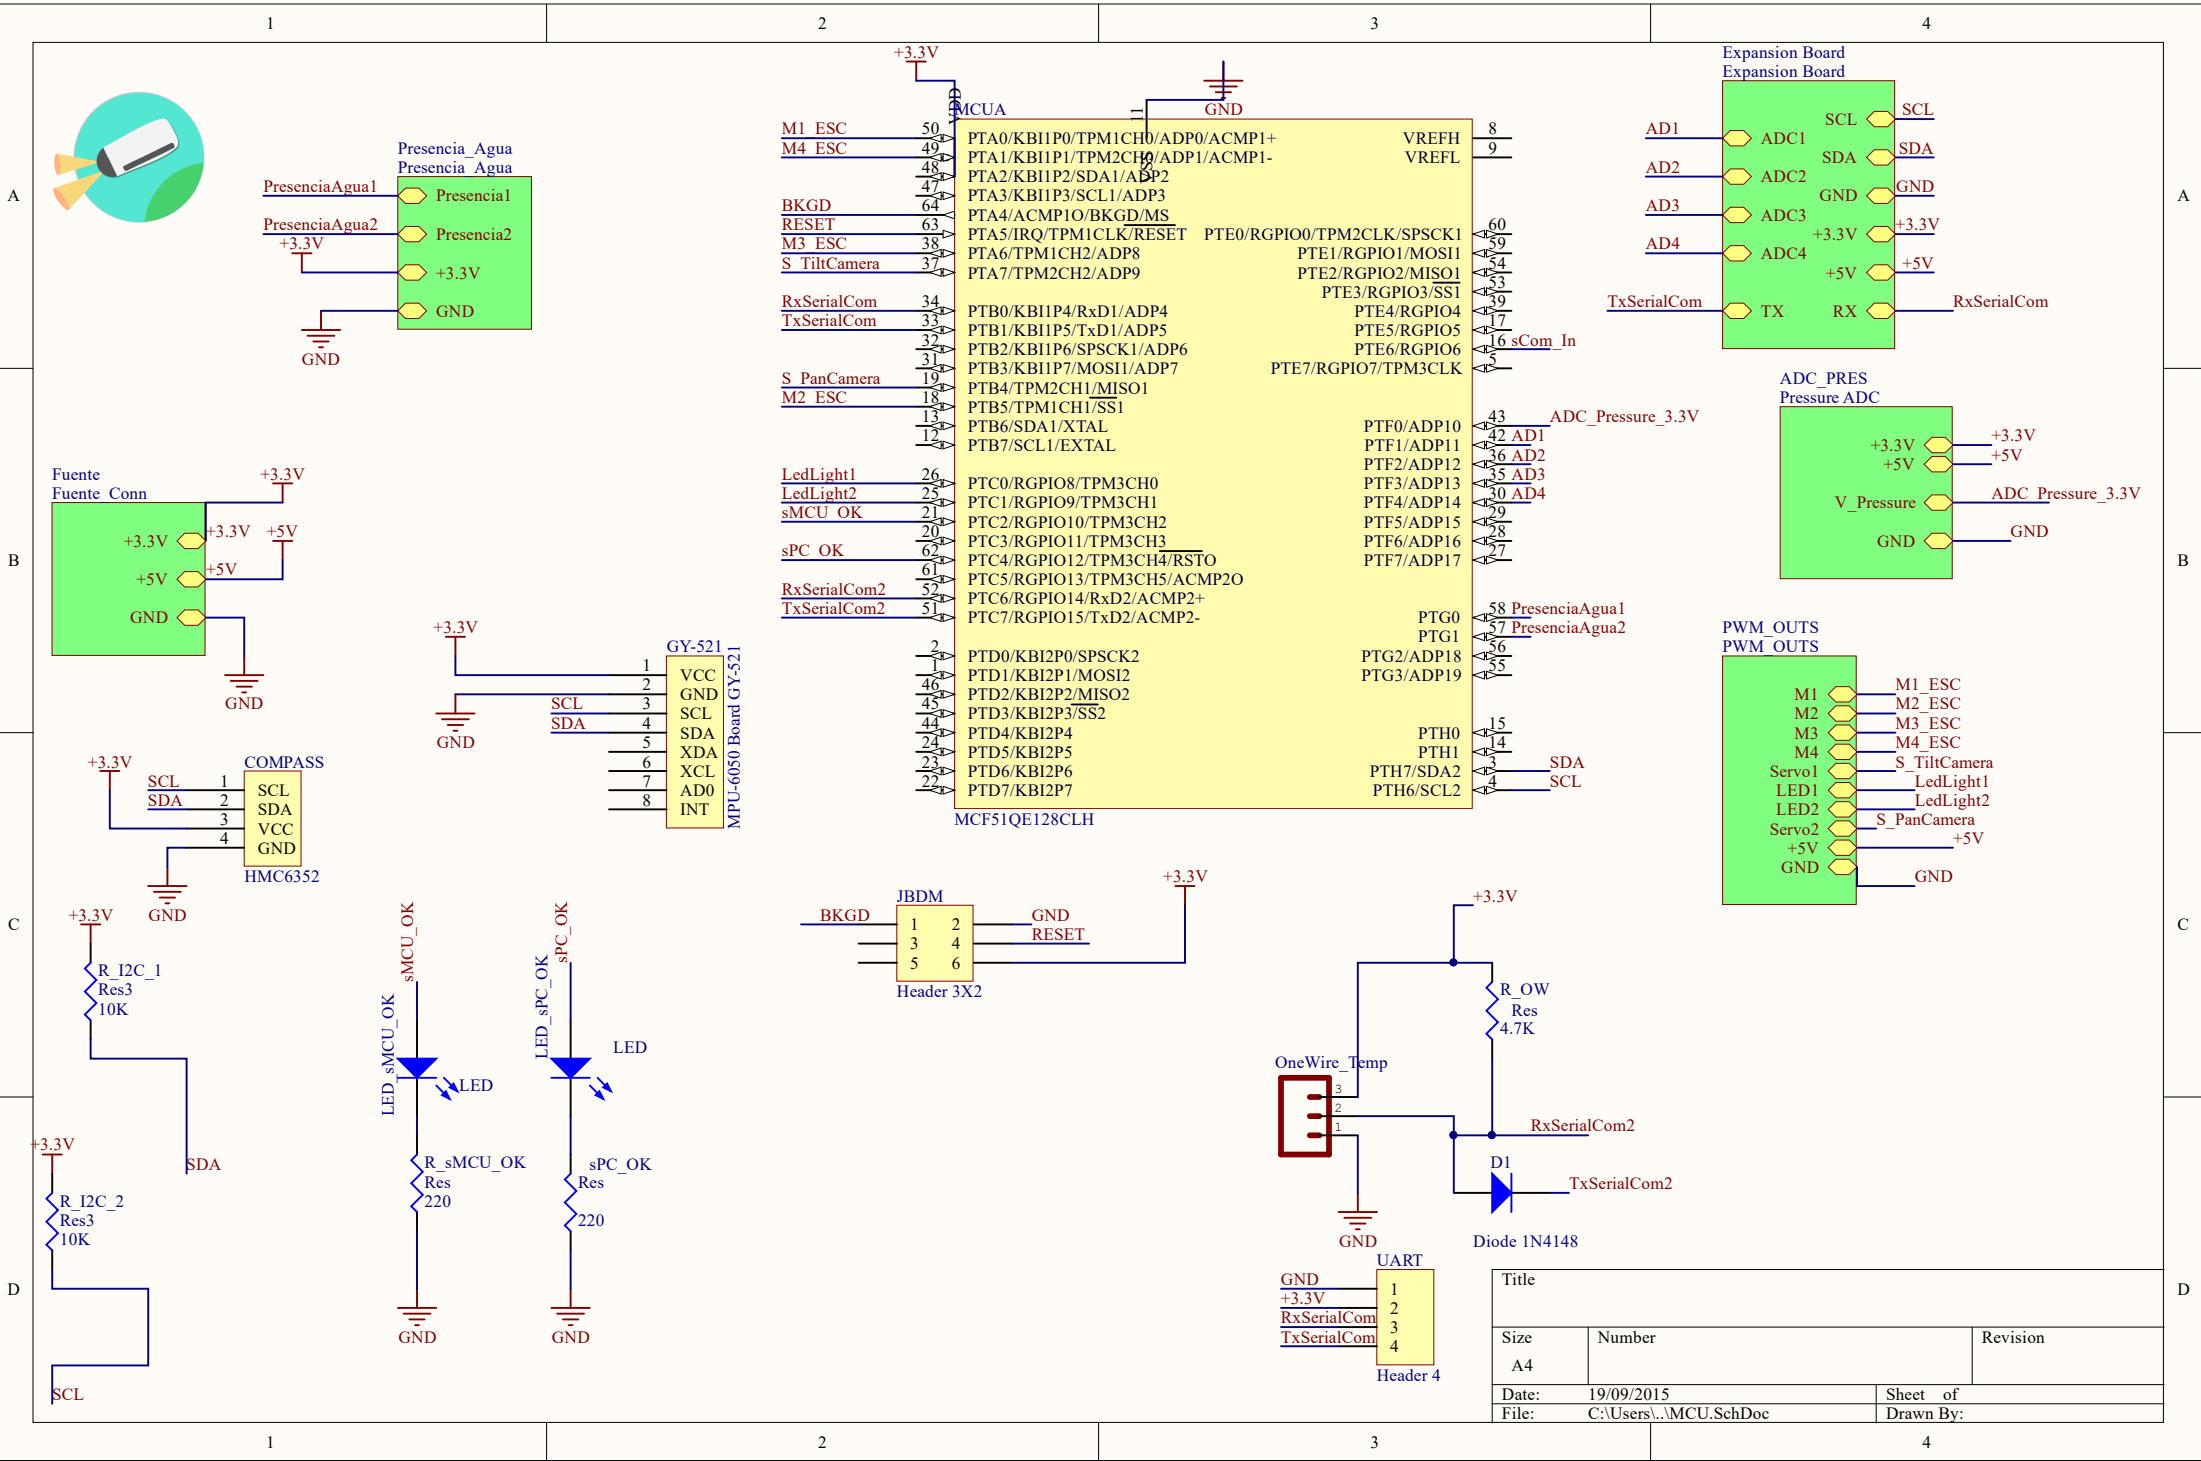 1 2 3 4
A
B
C
D
A
B
C
D
1 2 3 4
Presencia_Agua
Presencia_Agua
PresenciaAgua1
Presencia1
PresenciaAgua2
Presencia2
+3.3V
+3.3V
GND
GND
Fuente
Fuente_Conn
+3.3V
+3.3V
+3.3V
+5V
+5V
+5V
GND
GND
COMPASS
+3.3V
SCL 1 SCL
SDA 2 SDA
3 VCC
4 GND
HMC6352
GND
+3.3V
R_I2C_1
Res3
10K
SDA
+3.3V
R_I2C_2
Res3
10K
SCL
+3.3V
GY-521
MPU-6050 Board GY-521
1 VCC
2 GND
SCL 3 SCL
SDA 4 SDA
5 XDA
6 XCL
7 AD0
8 INT
GND
sMCU_OK
LED_sMCU_OK
LED
R_sMCU_OK
Res
220
GND
sPC_OK
LED_sPC_OK
LED
sPC_OK
Res
220
GND
+3.3V
VDD
MCUA
11
VSS
GND
M1_ESC 50 PTA0/KBI1P0/TPM1CH0/ADP0/ACMP1+
M4_ESC 49 PTA1/KBI1P1/TPM2CH0/ADP1/ACMP1-
48 PTA2/KBI1P2/SDA1/ADP2
47 PTA3/KBI1P3/SCL1/ADP3
BKGD 64 PTA4/ACMP1O/BKGD/MS
RESET 63 PTA5/IRQ/TPM1CLK/RESET
M3_ESC 38 PTA6/TPM1CH2/ADP8
S_TiltCamera 37 PTA7/TPM2CH2/ADP9
RxSerialCom 34 PTB0/KBI1P4/RxD1/ADP4
TxSerialCom 33 PTB1/KBI1P5/TxD1/ADP5
32 PTB2/KBI1P6/SPSCK1/ADP6
31 PTB3/KBI1P7/MOSI1/ADP7
S_PanCamera 19 PTB4/TPM2CH1/MISO1
M2_ESC 18 PTB5/TPM1CH1/SS1
13 PTB6/SDA1/XTAL
12 PTB7/SCL1/EXTAL
LedLight1 26 PTC0/RGPIO8/TPM3CH0
LedLight2 25 PTC1/RGPIO9/TPM3CH1
sMCU_OK 21 PTC2/RGPIO10/TPM3CH2
20 PTC3/RGPIO11/TPM3CH3
sPC_OK 62 PTC4/RGPIO12/TPM3CH4/RSTO
61 PTC5/RGPIO13/TPM3CH5/ACMP2O
RxSerialCom2 52 PTC6/RGPIO14/RxD2/ACMP2+
TxSerialCom2 51 PTC7/RGPIO15/TxD2/ACMP2-
2 PTD0/KBI2P0/SPSCK2
1 PTD1/KBI2P1/MOSI2
46 PTD2/KBI2P2/MISO2
45 PTD3/KBI2P3/SS2
44 PTD4/KBI2P4
24 PTD5/KBI2P5
23 PTD6/KBI2P6
22 PTD7/KBI2P7
VREFH 8
VREFL 9
PTE0/RGPIO0/TPM2CLK/SPSCK1 60
PTE1/RGPIO1/MOSI1 59
PTE2/RGPIO2/MISO1 54
PTE3/RGPIO3/SS1 53
PTE4/RGPIO4 39
PTE5/RGPIO5 17
PTE6/RGPIO6 16 sCom_In
PTE7/RGPIO7/TPM3CLK 5
PTF0/ADP10 43 ADC_Pressure_3.3V
PTF1/ADP11 42 AD1
PTF2/ADP12 36 AD2
PTF3/ADP13 35 AD3
PTF4/ADP14 30 AD4
PTF5/ADP15 29
PTF6/ADP16 28
PTF7/ADP17 27
PTG0 58 PresenciaAgua1
PTG1 57 PresenciaAgua2
PTG2/ADP18 56
PTG3/ADP19 55
PTH0 15
PTH1 14
PTH7/SDA2 3 SDA
PTH6/SCL2 4 SCL
MCF51QE128CLH
JBDM
BKGD 1 2 GND
3 4 RESET
5 6
+3.3V
Header 3X2
+3.3V
R_OW
Res
4.7K
OneWire_Temp
3
2
1
RxSerialCom2
D1
TxSerialCom2
Diode 1N4148
GND
UART
GND 1
+3.3V 2
RxSerialCom 3
TxSerialCom 4
Header 4
Expansion Board
Expansion Board
SCL SCL
AD1 ADC1
SDA SDA
AD2 ADC2
GND GND
AD3 ADC3
+3.3V +3.3V
AD4 ADC4
+5V +5V
TxSerialCom TX RX RxSerialCom
ADC_PRES
Pressure ADC
+3.3V +3.3V
+5V +5V
V_Pressure ADC_Pressure_3.3V
GND GND
PWM_OUTS
PWM_OUTS
M1 M1_ESC
M2 M2_ESC
M3 M3_ESC
M4 M4_ESC
Servo1 S_TiltCamera
LED1 LedLight1
LED2 LedLight2
Servo2 S_PanCamera
+5V +5V
GND GND
Title
Size Number Revision
A4
Date: 19/09/2015 Sheet of
File: C:\Users\..\MCU.SchDoc Drawn By: